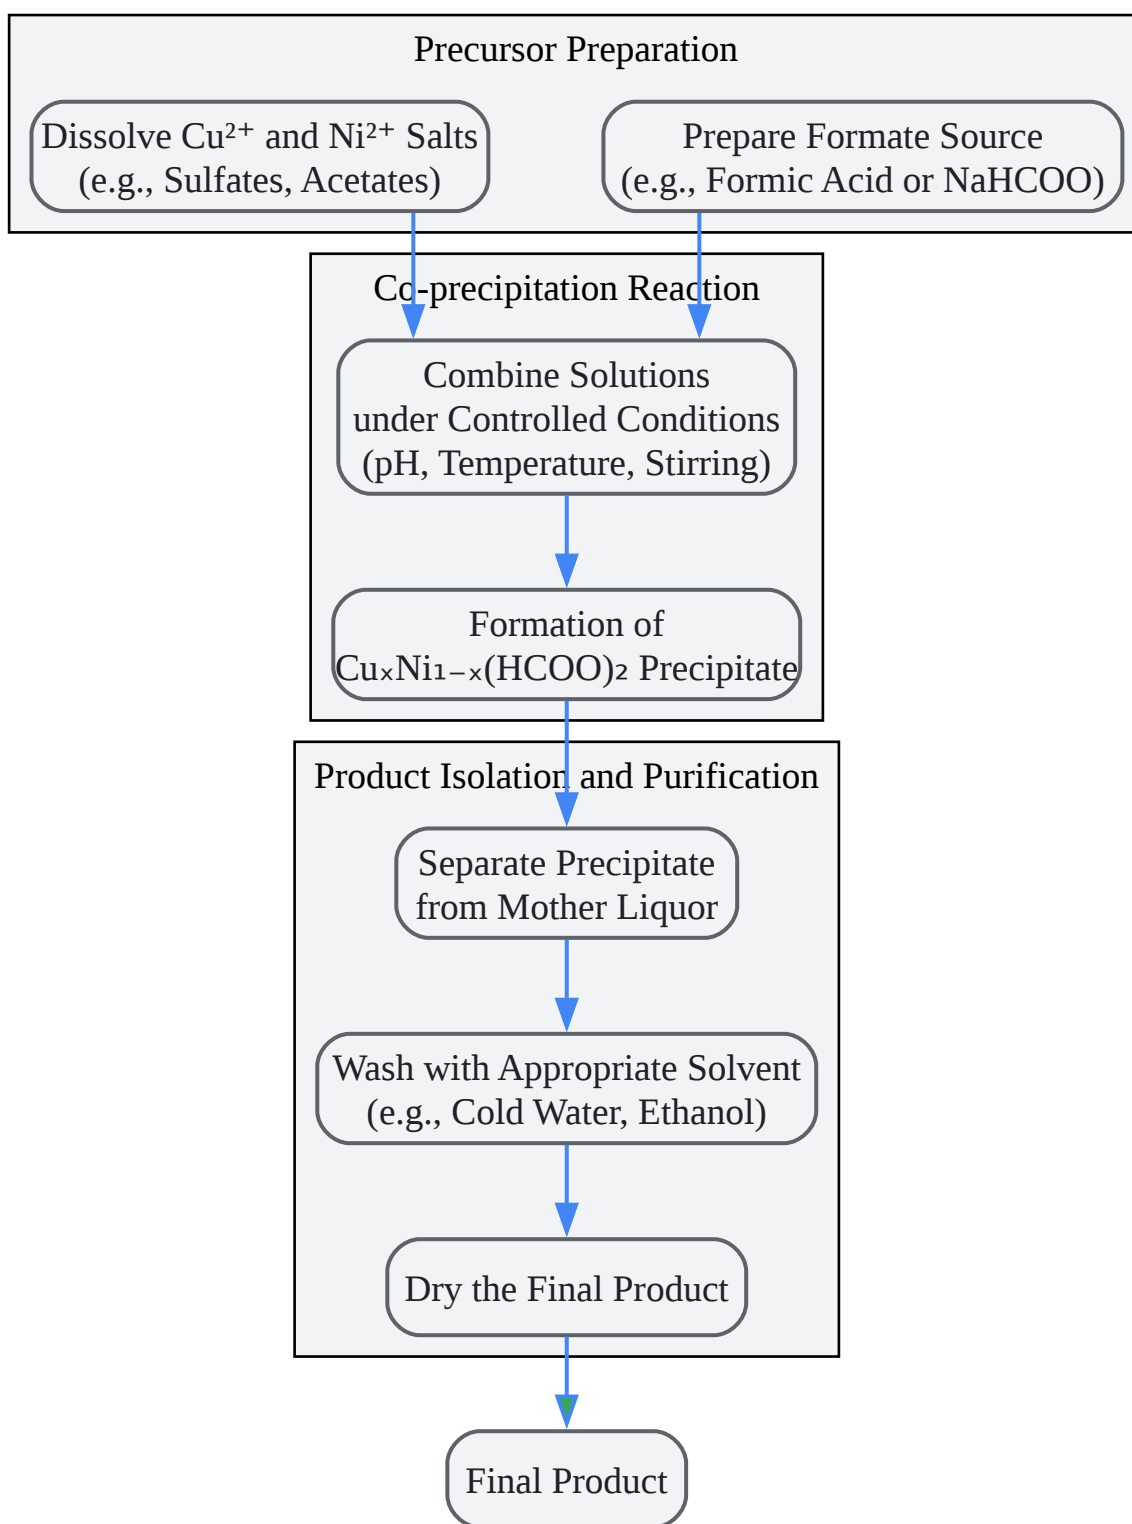 Precursor Preparation
Dissolve Cu²⁺ and Ni²⁺ Salts
(e.g., Sulfates, Acetates)
Prepare Formate Source
(e.g., Formic Acid or NaHCOO)
Co-precipitation Reaction
Combine Solutions
under Controlled Conditions
(pH, Temperature, Stirring)
Formation of
CuₓNi₁₋ₓ(HCOO)₂ Precipitate
Product Isolation and Purification
Separate Precipitate
from Mother Liquor
Wash with Appropriate Solvent
(e.g., Cold Water, Ethanol)
Dry the Final Product
Final Product